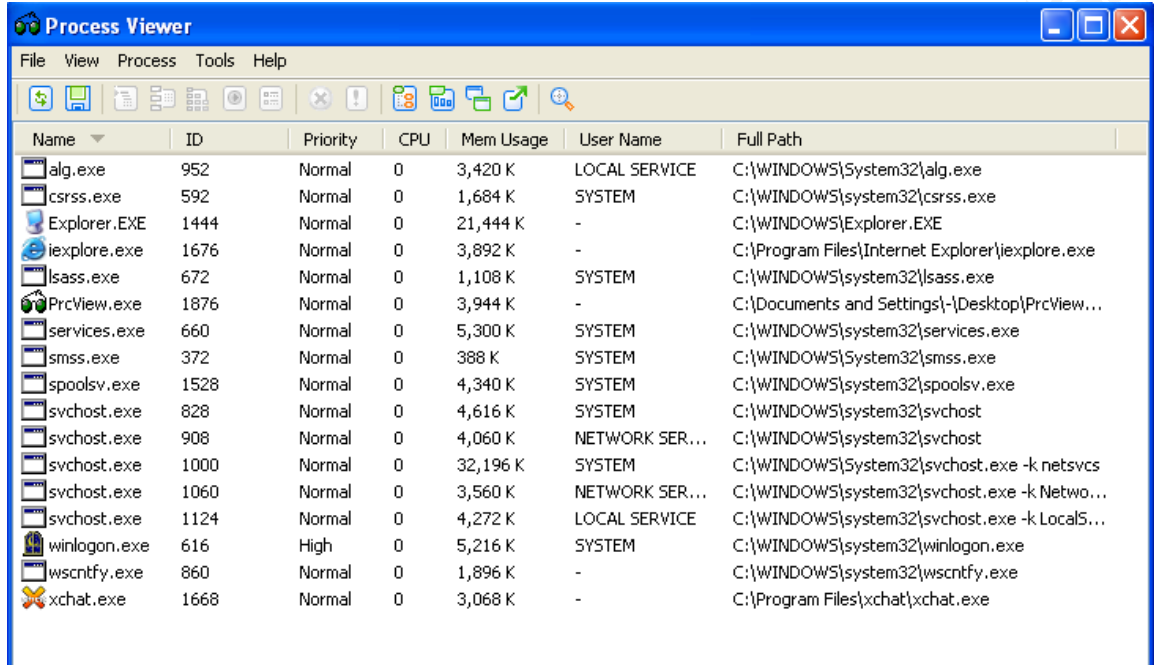 Process Viewer
File View Process Tools Help
Name ID Priority CPU Mem Usage User Name Full Path
alg.exe 952 Normal 0 3,420 K LOCAL SERVICE C:\WINDOWS\System32\alg.exe
csrss.exe 592 Normal 0 1,684 K SYSTEM C:\WINDOWS\system32\csrss.exe
Explorer.EXE 1444 Normal 0 21,444 K - C:\WINDOWS\Explorer.EXE
iexplore.exe 1676 Normal 0 3,892 K - C:\Program Files\Internet Explorer\iexplore.exe
lsass.exe 672 Normal 0 1,108 K SYSTEM C:\WINDOWS\system32\lsass.exe
PrcView.exe 1876 Normal 0 3,944 K - C:\Documents and Settings\-\Desktop\PrcView...
services.exe 660 Normal 0 5,300 K SYSTEM C:\WINDOWS\system32\services.exe
smss.exe 372 Normal 0 388 K SYSTEM C:\WINDOWS\System32\smss.exe
spoolsv.exe 1528 Normal 0 4,340 K SYSTEM C:\WINDOWS\system32\spoolsv.exe
svchost.exe 828 Normal 0 4,616 K SYSTEM C:\WINDOWS\system32\svchost
svchost.exe 908 Normal 0 4,060 K NETWORK SER... C:\WINDOWS\system32\svchost
svchost.exe 1000 Normal 0 32,196 K SYSTEM C:\WINDOWS\System32\svchost.exe -k netsvcs
svchost.exe 1060 Normal 0 3,560 K NETWORK SER... C:\WINDOWS\System32\svchost.exe -k Netwo...
svchost.exe 1124 Normal 0 4,272 K LOCAL SERVICE C:\WINDOWS\System32\svchost.exe -k LocalS...
winlogon.exe 616 High 0 5,216 K SYSTEM C:\WINDOWS\system32\winlogon.exe
wscntfy.exe 860 Normal 0 1,896 K - C:\WINDOWS\system32\wscntfy.exe
xchat.exe 1668 Normal 0 3,068 K - C:\Program Files\xchat\xchat.exe